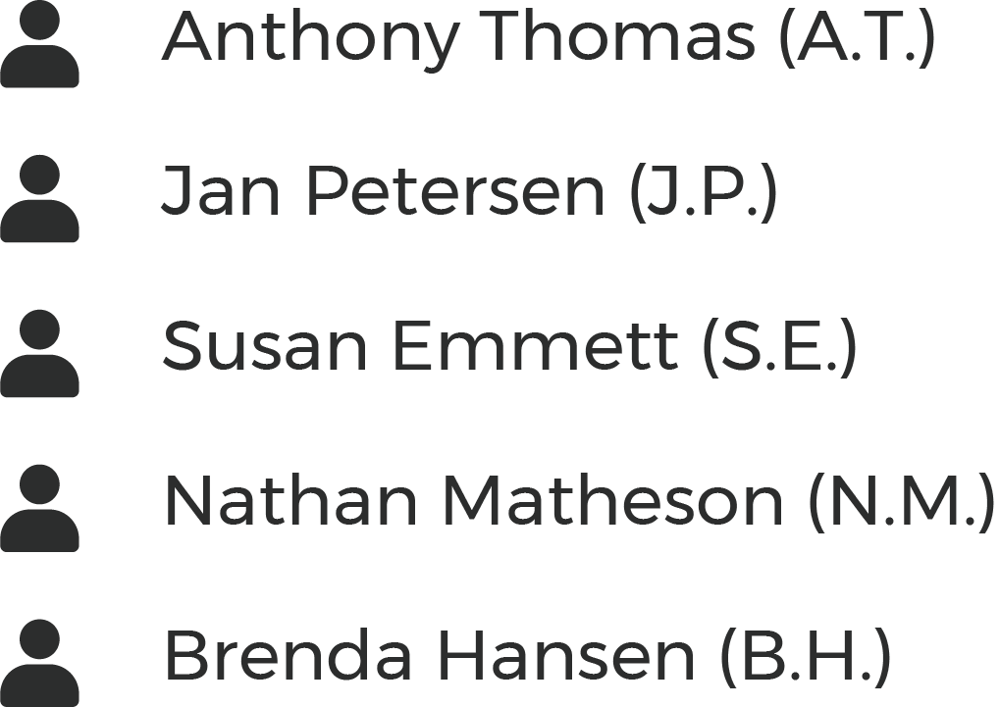 Anthony Thomas (A.T.)
Jan Petersen (J.P.)
Susan Emmett (S.E.)
Nathan Matheson (N.M.)
Brenda Hansen (B.H.)